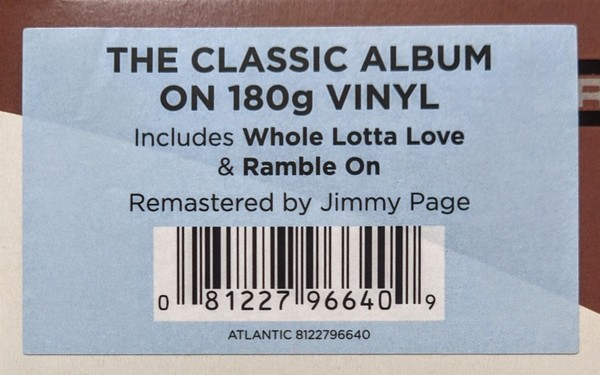 THE CLASSIC ALBUM
ON 180g VINYL
Includes Whole Lotta Love
& Ramble On
Remastered by Jimmy Page
0 81227 96640 9
ATLANTIC 8122796640